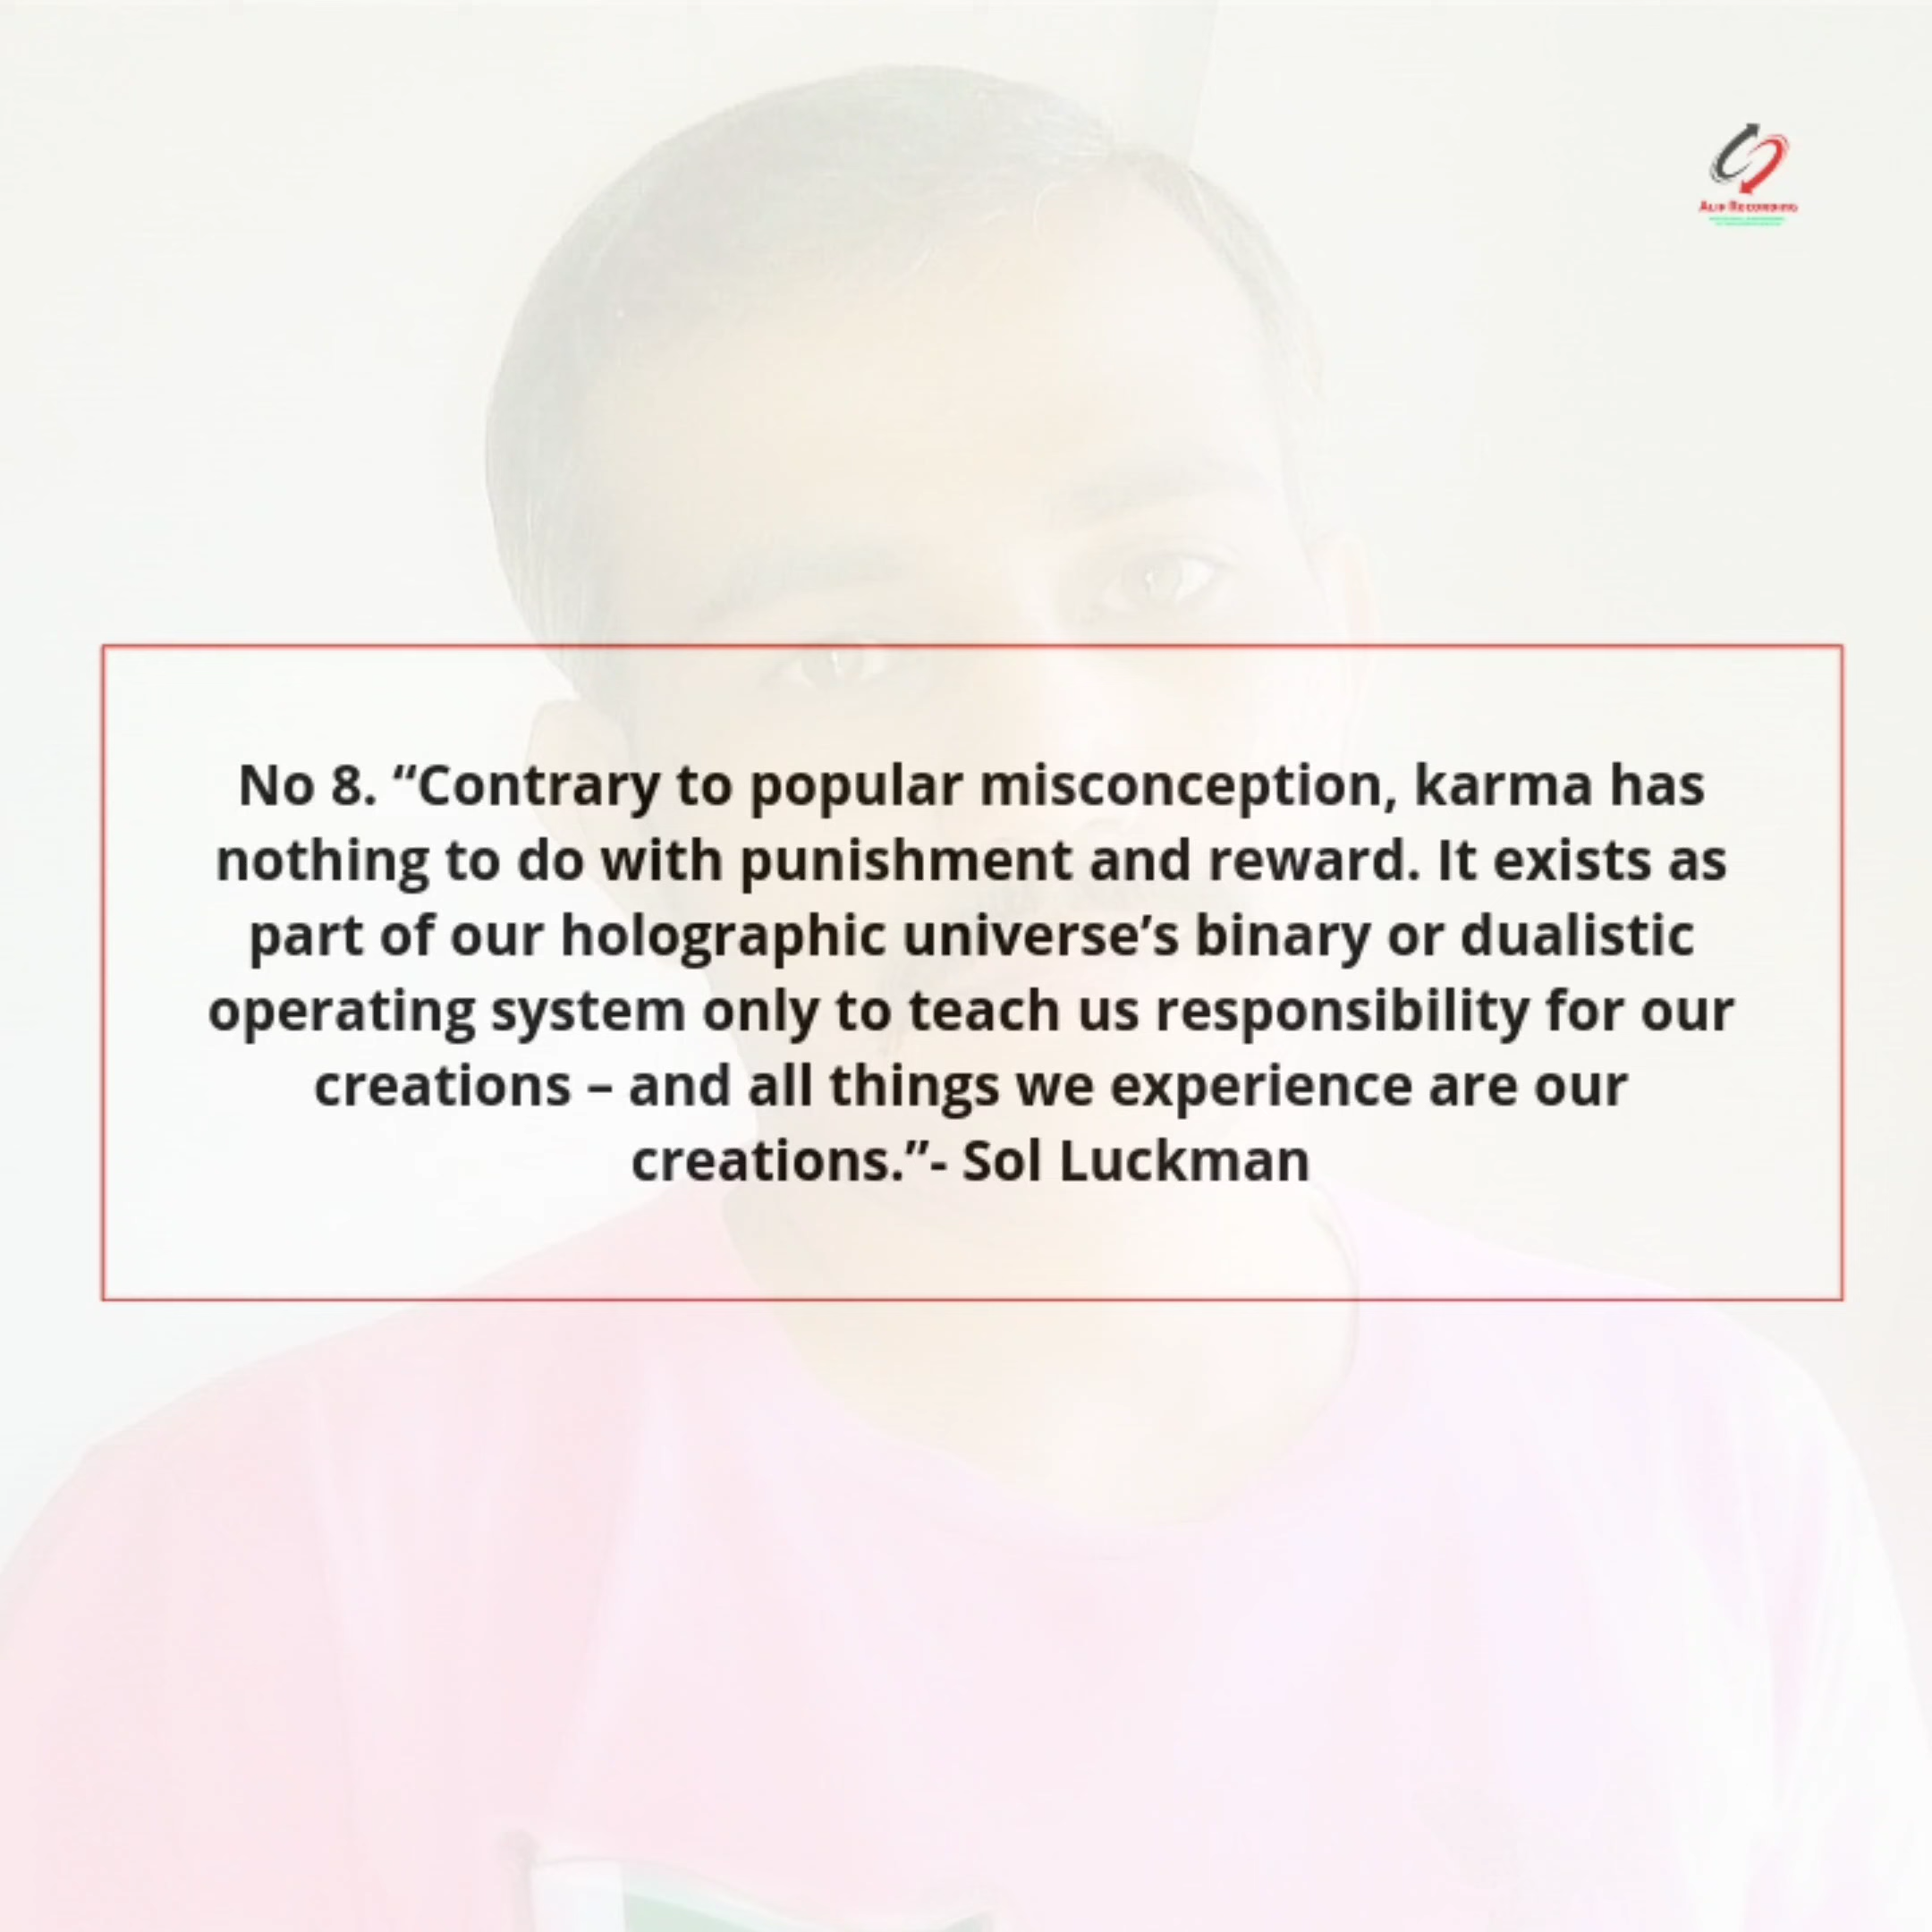 Alif Recording
No 8. “Contrary to popular misconception, karma has
nothing to do with punishment and reward. It exists as
part of our holographic universe’s binary or dualistic
operating system only to teach us responsibility for our
creations – and all things we experience are our
creations.”- Sol Luckman